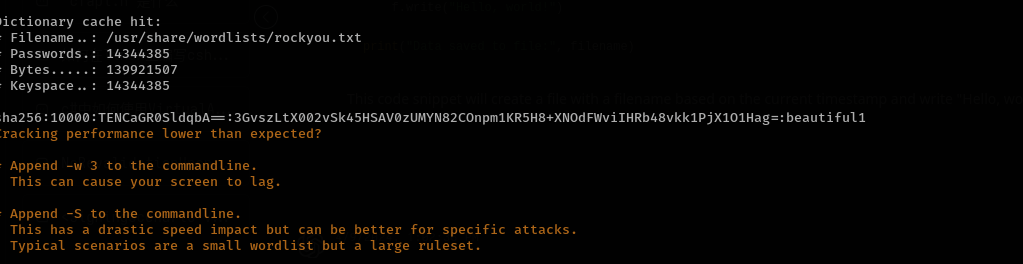 Dictionary cache hit:
* Filename..: /usr/share/wordlists/rockyou.txt
* Passwords.: 14344385
* Bytes.....: 139921507
* Keyspace..: 14344385
sha256:10000:TENCaGR0SldqbA==:3GvszLtX002vSk45HSAV0zUMYN82COnpm1KR5H8+XNOdFWviIHRb48vkk1PjX1O1Hag=:beautiful1
Cracking performance lower than expected?
* Append -w 3 to the commandline.
This can cause your screen to lag.
* Append -S to the commandline.
This has a drastic speed impact but can be better for specific attacks.
Typical scenarios are a small wordlist but a large ruleset.